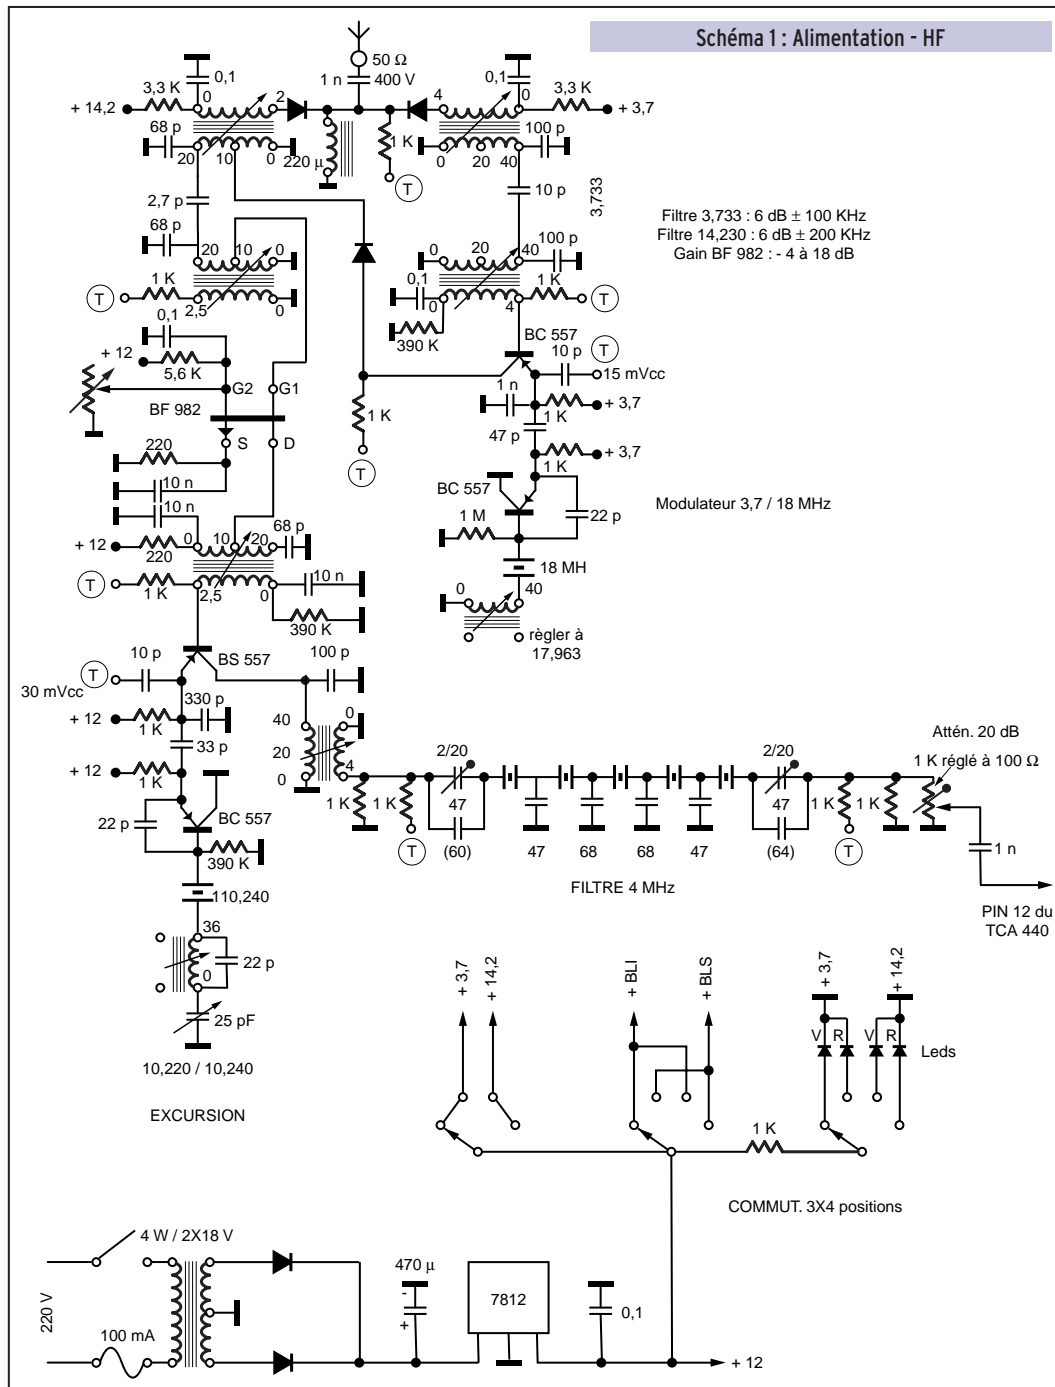 Schéma 1 : Alimentation - HF
50 Ω
1 n
400 V
0,1
0,1
3,3 K
0
2
4
0
3,3 K
+ 14,2
+ 3,7
68 p
1 K
100 p
20
10
0
220 µ
0
20
40
T
2,7 p
10 p
3,733
Filtre 3,733 : 6 dB ± 100 KHz
Filtre 14,230 : 6 dB ± 200 KHz
Gain BF 982 : - 4 à 18 dB
68 p
20
10
0
0
20
40
100 p
1 K
0,1
1 K
T
2,5
0
0
4
T
0,1
390 K
BC 557
T
+ 12
10 p
5,6 K
15 mVcc
G2
G1
1 n
1 K
+ 3,7
BF 982
1 K
47 p
S
D
+ 3,7
220
T
1 K
10 n
BC 557
Modulateur 3,7 / 18 MHz
10 n
1 M
22 p
68 p
0
10
20
+ 12
220
18 MH
10 n
T
1 K
2,5
0
0
40
390 K
règler à
17,963
10 p
BS 557
100 p
T
30 mVcc
330 p
40
0
+ 12
1 K
Attén. 20 dB
33 p
20
2/20
2/20
1 K réglé à 100 Ω
+ 12
1 K
0
4
1 K
1 K
47
47
1 K
1 K
22 p
BC 557
390 K
T
(60)
47
68
68
47
(64)
T
1 n
FILTRE 4 MHz
110,240
PIN 12 du
TCA 440
36
0
22 p
+ 3,7
+ 14,2
+ BLI
+ BLS
+ 3,7
+ 14,2
25 pF
V
R
V
R
Leds
10,220 / 10,240
EXCURSION
1 K
COMMUT. 3X4 positions
4 W / 2X18 V
470 µ
-
+
7812
0,1
220 V
100 mA
+ 12